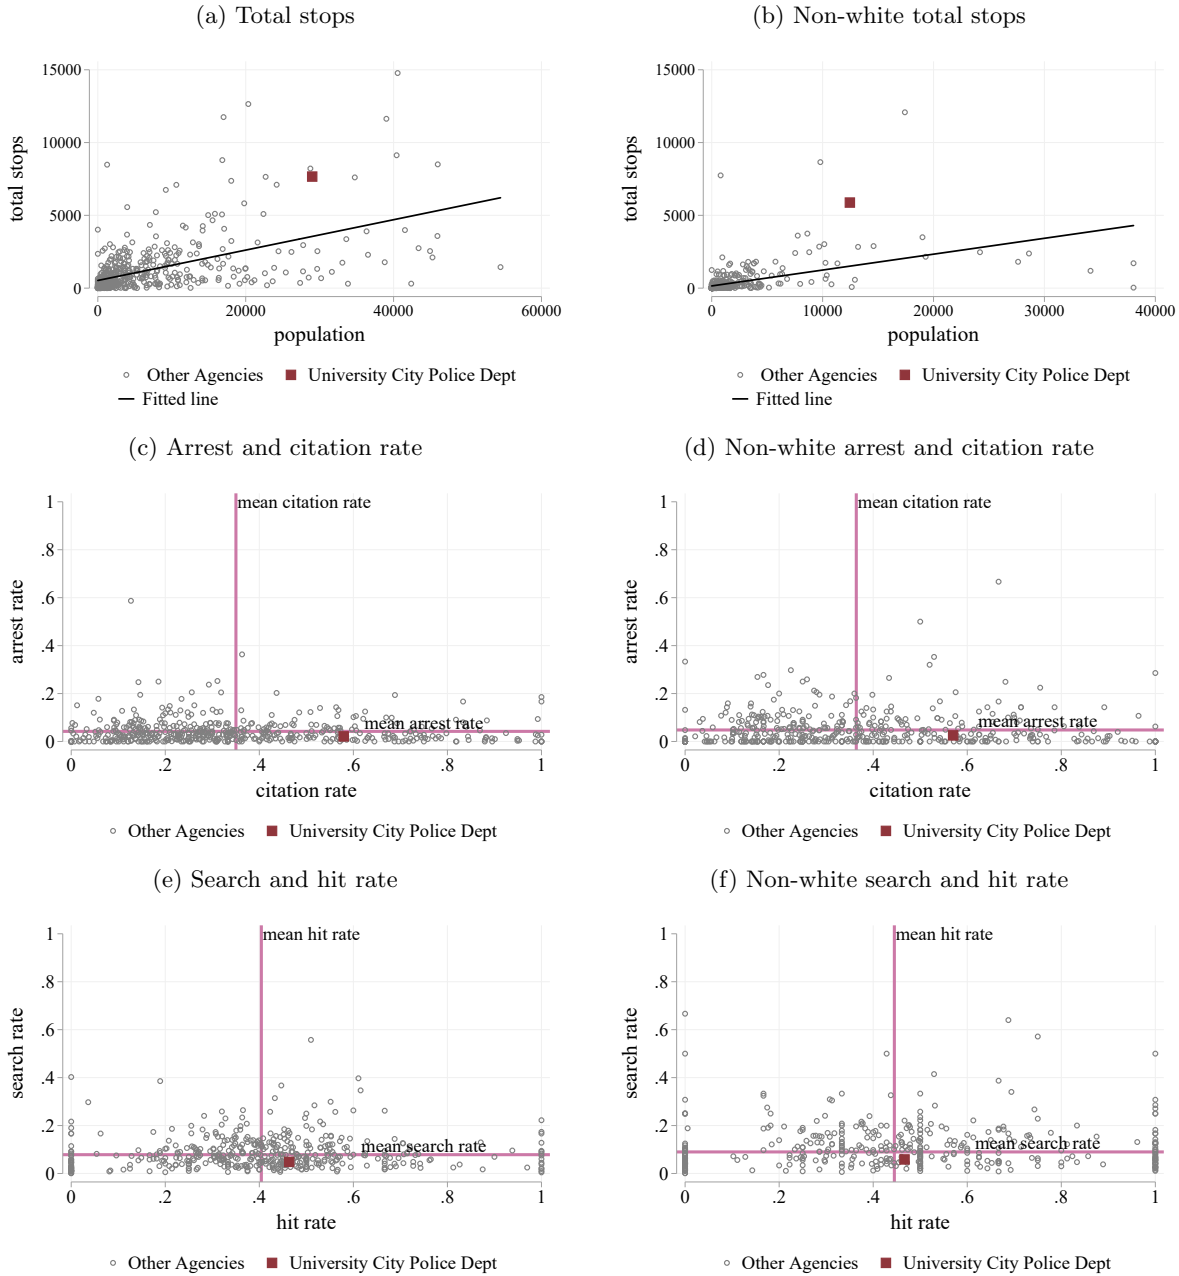 (a) Total stops
(b) Non-white total stops
15000
10000
5000
0
total stops
0 20000 40000 60000
population
Other Agencies University City Police Dept
Fitted line
15000
10000
5000
0
total stops
0 10000 20000 30000 40000
population
Other Agencies University City Police Dept
Fitted line
(c) Arrest and citation rate
(d) Non-white arrest and citation rate
1
.8
.6
.4
.2
0
arrest rate
mean citation rate
mean arrest rate
0 .2 .4 .6 .8 1
citation rate
Other Agencies University City Police Dept
1
.8
.6
.4
.2
0
arrest rate
mean citation rate
mean arrest rate
0 .2 .4 .6 .8 1
citation rate
Other Agencies University City Police Dept
(e) Search and hit rate
(f) Non-white search and hit rate
1
.8
.6
.4
.2
0
search rate
mean hit rate
mean search rate
0 .2 .4 .6 .8 1
hit rate
Other Agencies University City Police Dept
1
.8
.6
.4
.2
0
search rate
mean hit rate
mean search rate
0 .2 .4 .6 .8 1
hit rate
Other Agencies University City Police Dept